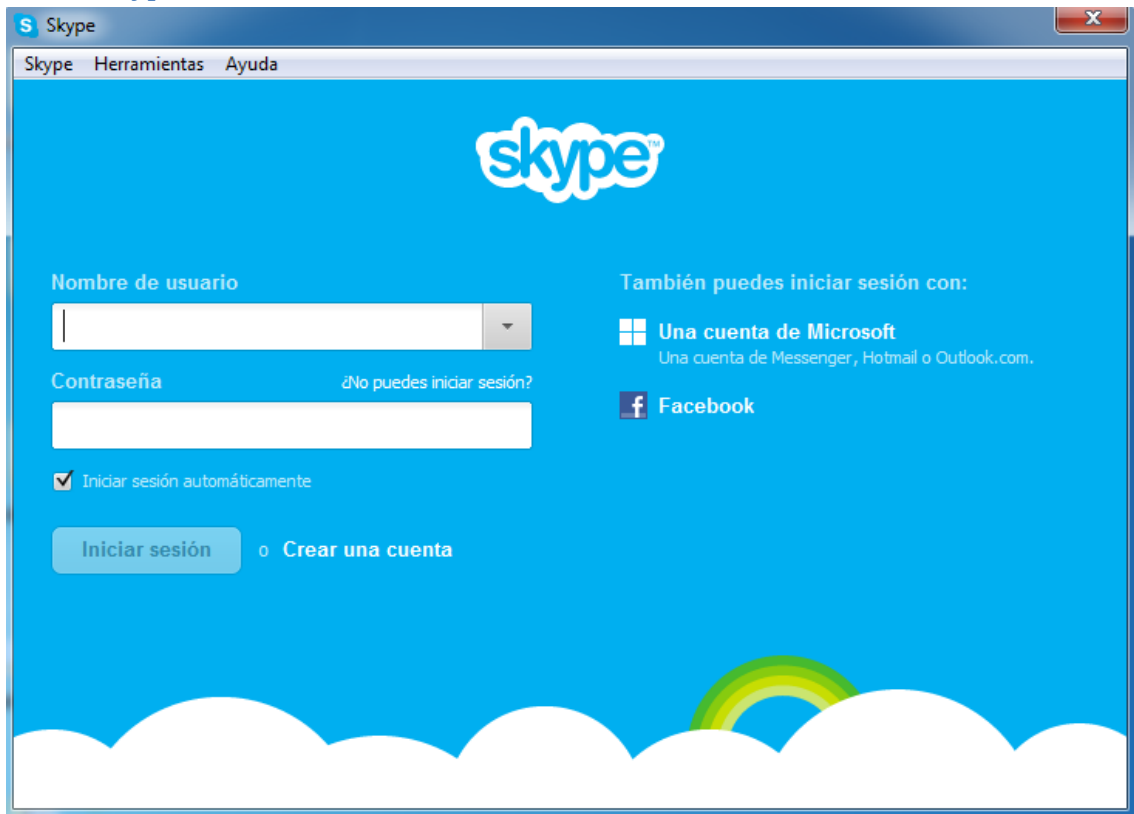 Skype
Skype Herramientas Ayuda
skype™
Nombre de usuario
Contraseña ¿No puedes iniciar sesión?
Iniciar sesión automáticamente
Iniciar sesión o Crear una cuenta
También puedes iniciar sesión con:
Una cuenta de Microsoft
Una cuenta de Messenger, Hotmail o Outlook.com.
Facebook